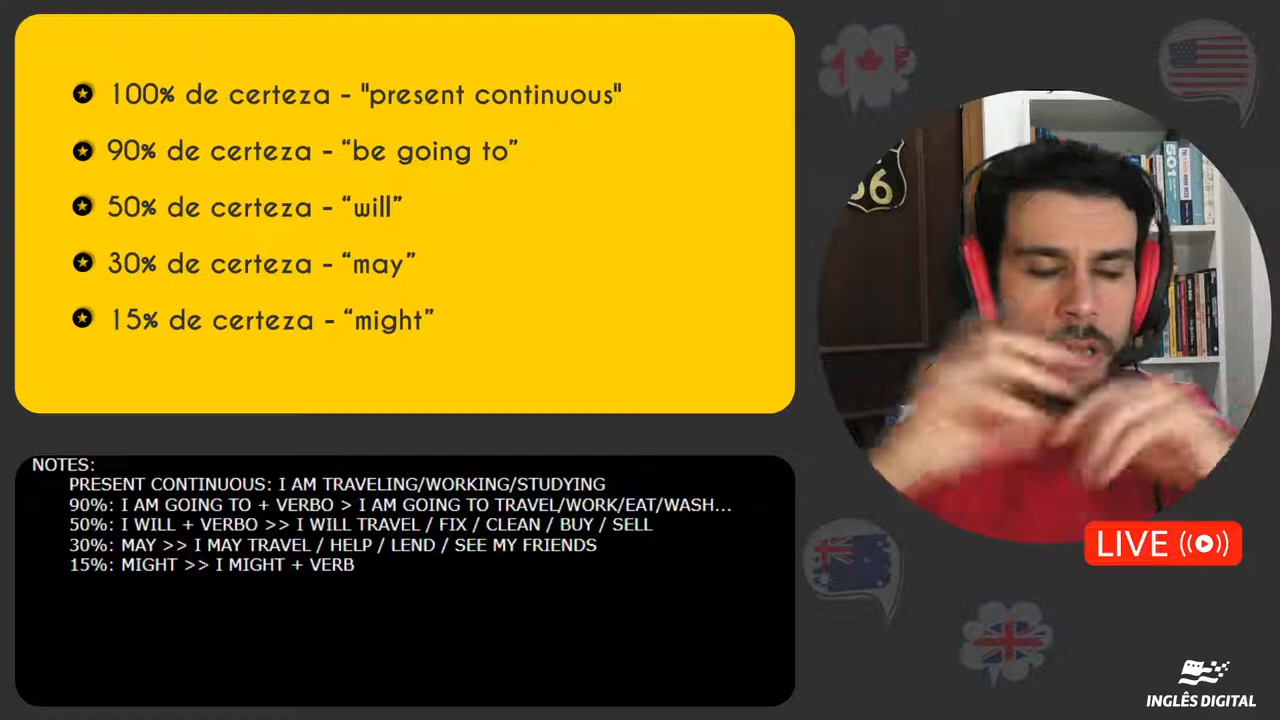 100% de certeza - "present continuous"
90% de certeza - “be going to”
50% de certeza - “will”
30% de certeza - “may”
15% de certeza - “might”
NOTES:
PRESENT CONTINUOUS: I AM TRAVELING/WORKING/STUDYING
90%: I AM GOING TO + VERBO > I AM GOING TO TRAVEL/WORK/EAT/WASH...
50%: I WILL + VERBO >> I WILL TRAVEL / FIX / CLEAN / BUY / SELL
30%: MAY >> I MAY TRAVEL / HELP / LEND / SEE MY FRIENDS
15%: MIGHT >> I MIGHT + VERB
66
501
LIVE
INGLÊS DIGITAL